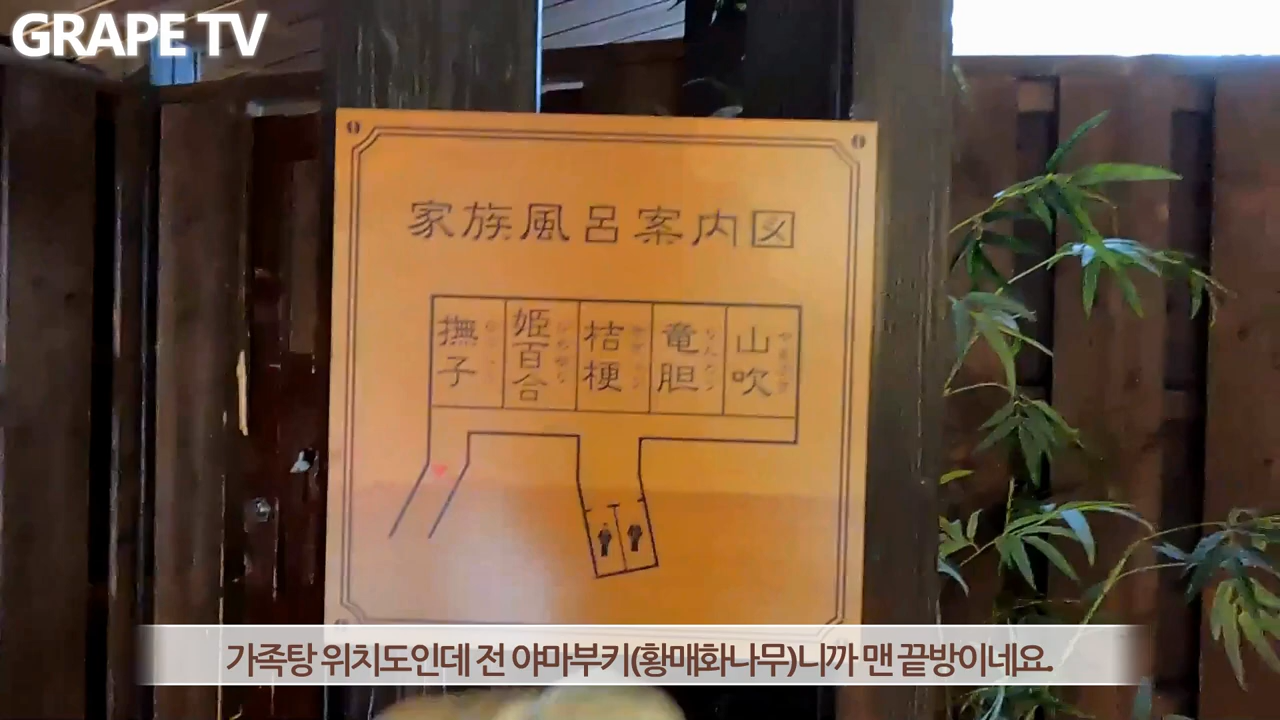 GRAPE TV
家族風呂案内図
撫子
姫百合
桔梗
竜胆
山吹
가족탕 위치도인데 전 야마부키(황매화나무)니까 맨 끝방이네요.